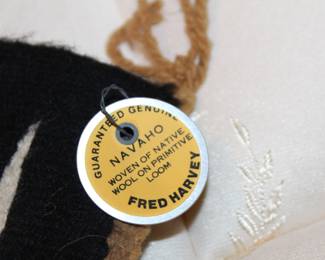 GUARANTEED GENUINE
NAVAHO
WOVEN OF NATIVE
WOOL ON PRIMITIVE
LOOM
FRED HARVEY